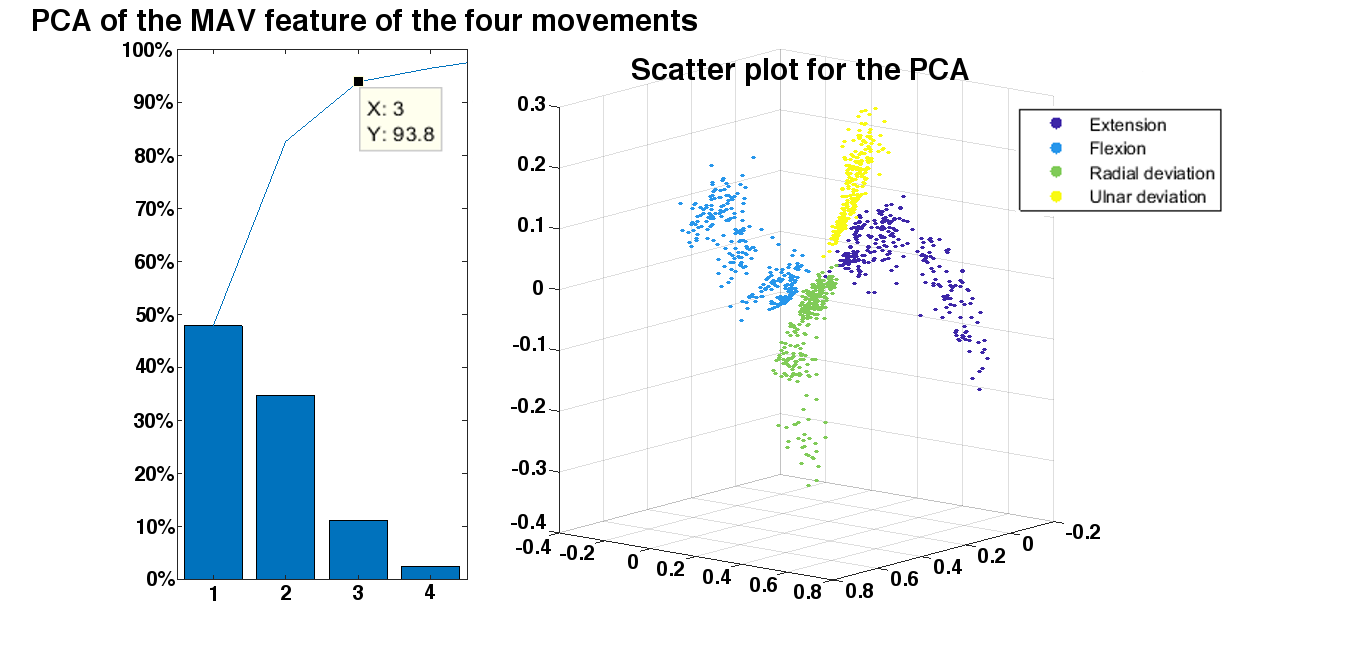 PCA of the MAV feature of the four movements
100%
90%
80%
70%
60%
50%
40%
30%
20%
10%
0%
1 2 3 4
X: 3
Y: 93.8
Scatter plot for the PCA
0.3
0.2
0.1
0
-0.1
-0.2
-0.3
-0.4
-0.4 -0.2 0 0.2 0.4 0.6 0.8
0.8 0.6 0.4 0.2 0 -0.2
Extension
Flexion
Radial deviation
Ulnar deviation